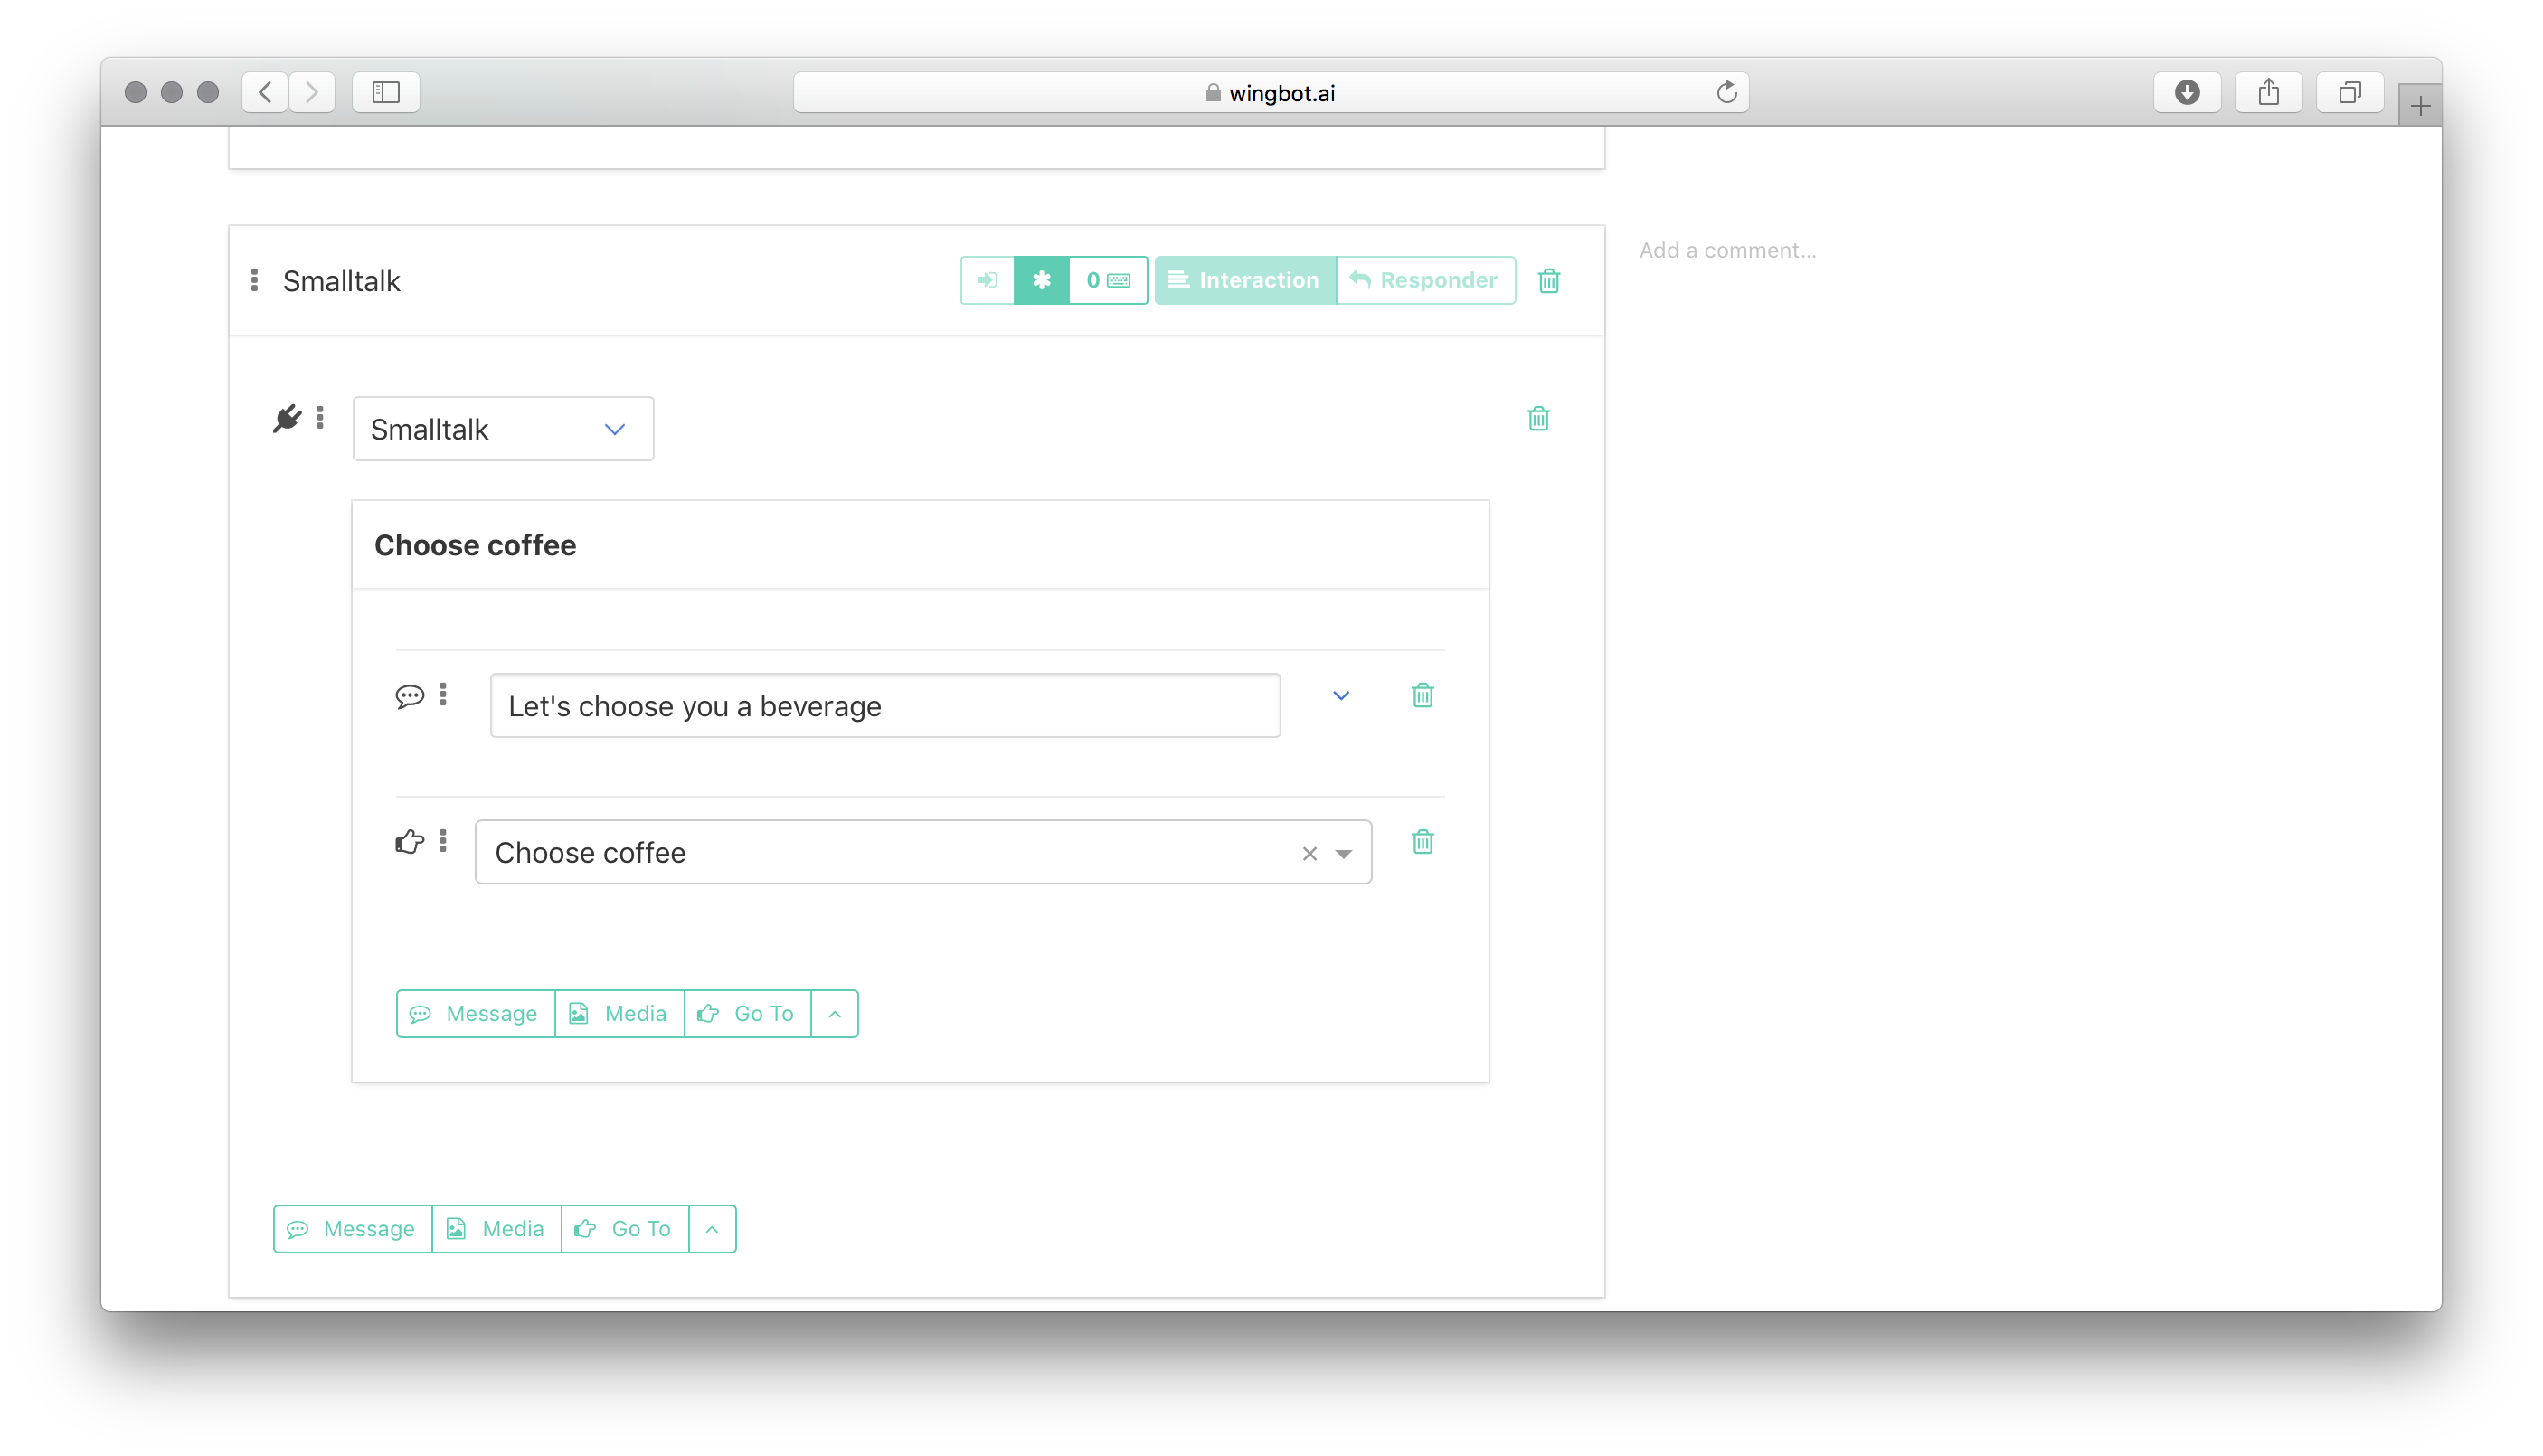 wingbot.ai
Smalltalk
0
Interaction
Responder
Add a comment...
Smalltalk
Choose coffee
Let's choose you a beverage
Choose coffee
Message
Media
Go To
Message
Media
Go To